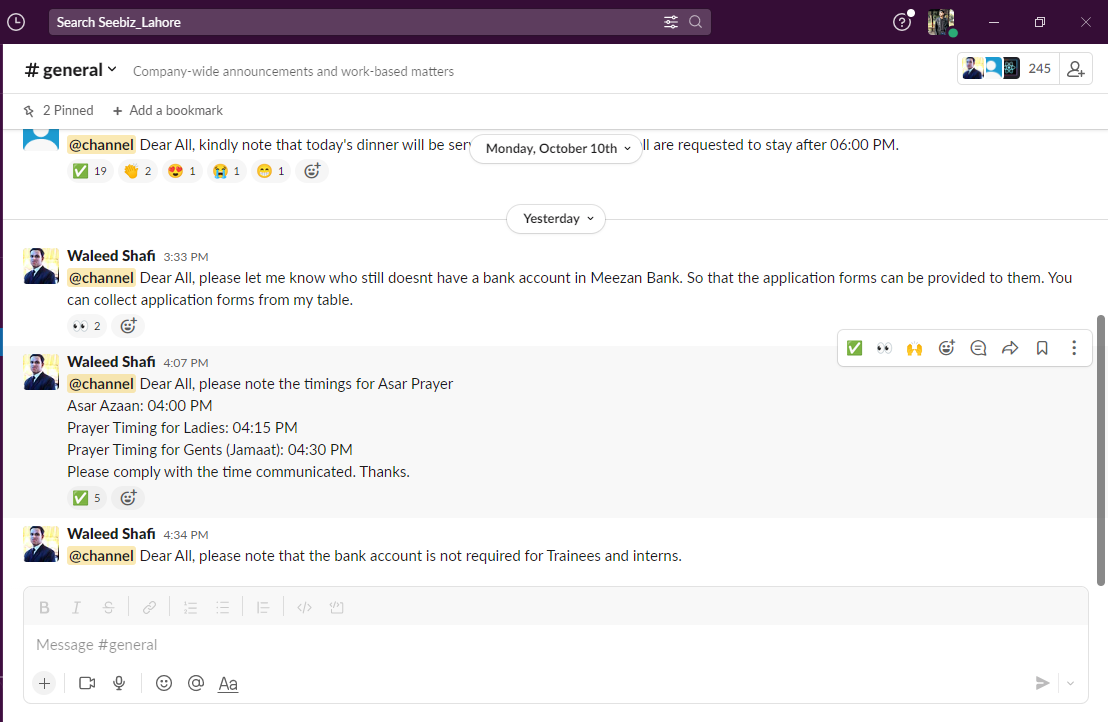 Search Seebiz_Lahore
# general
Company-wide announcements and work-based matters
245
2 Pinned
+ Add a bookmark
@channel Dear All, kindly note that today's dinner will be ser
Monday, October 10th
ll are requested to stay after 06:00 PM.
19 2 1 1 1
Yesterday
Waleed Shafi 3:33 PM
@channel Dear All, please let me know who still doesnt have a bank account in Meezan Bank. So that the application forms can be provided to them. You
can collect application forms from my table.
2
Waleed Shafi 4:07 PM
@channel Dear All, please note the timings for Asar Prayer
Asar Azaan: 04:00 PM
Prayer Timing for Ladies: 04:15 PM
Prayer Timing for Gents (Jamaat): 04:30 PM
Please comply with the time communicated. Thanks.
5
Waleed Shafi 4:34 PM
@channel Dear All, please note that the bank account is not required for Trainees and interns.
B I S
Message #general
Aa